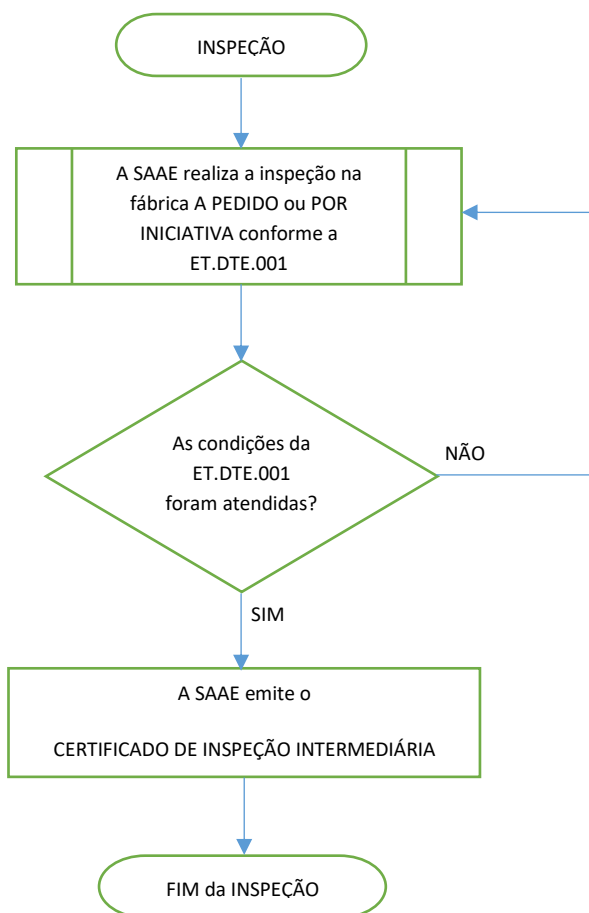 INSPEÇÃO
A SAAE realiza a inspeção na
fábrica A PEDIDO ou POR
INICIATIVA conforme a
ET.DTE.001
As condições da
ET.DTE.001
foram atendidas?
NÃO
SIM
A SAAE emite o
CERTIFICADO DE INSPEÇÃO INTERMEDIÁRIA
FIM da INSPEÇÃO